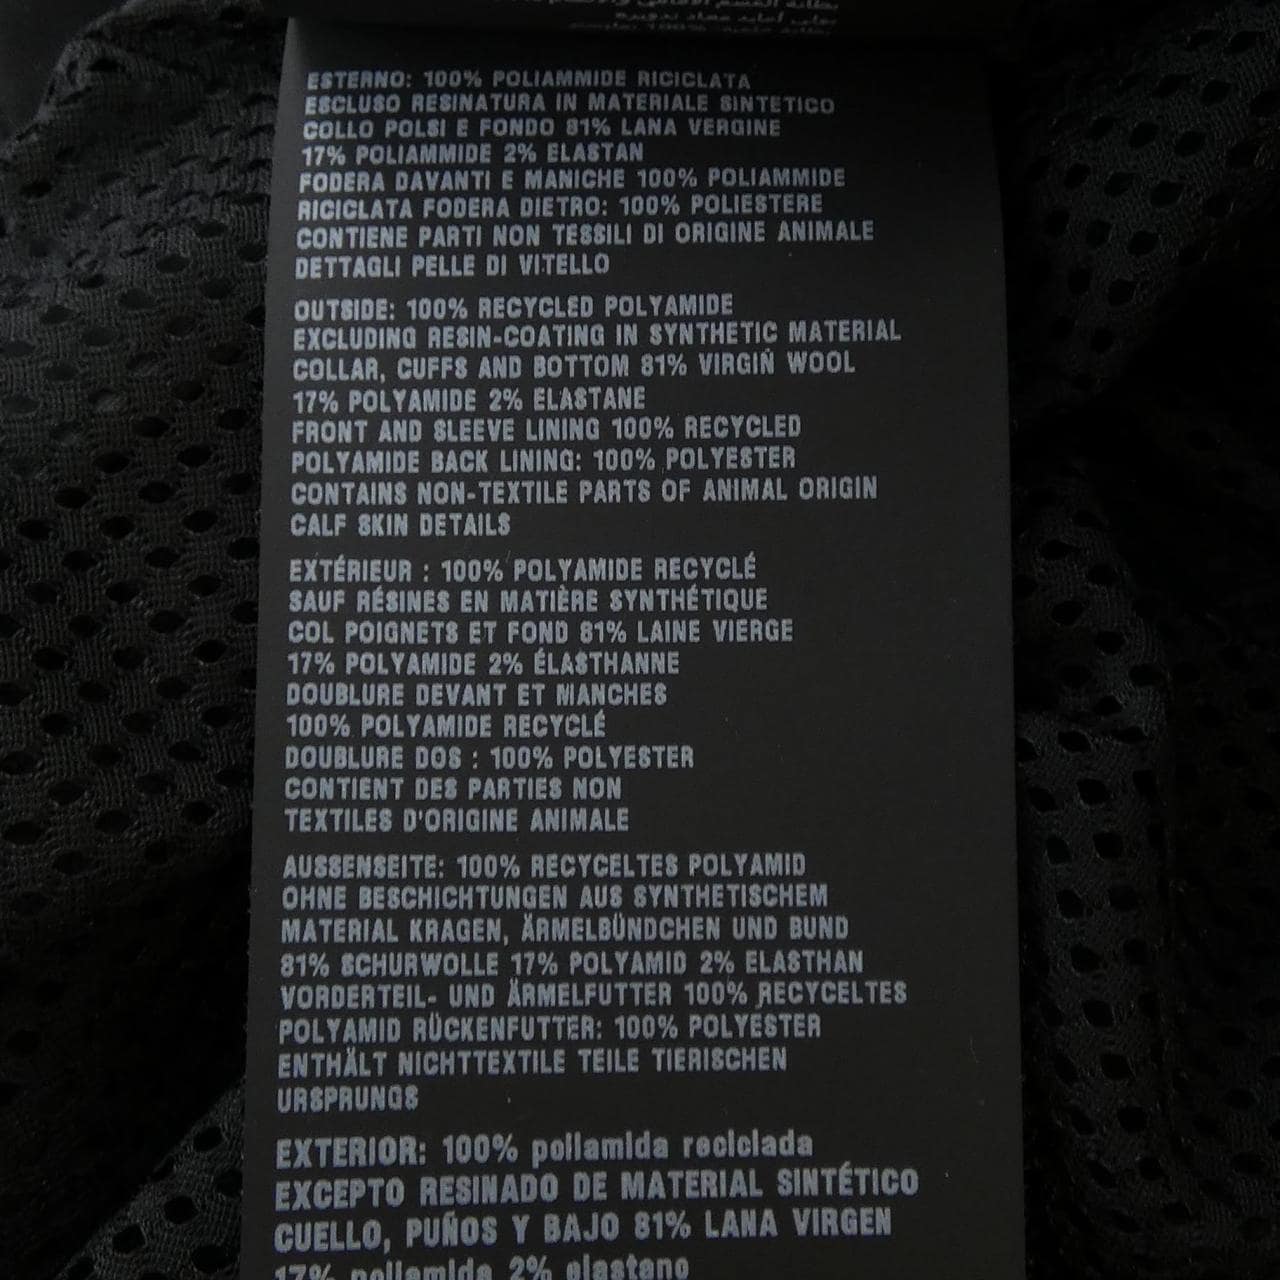 ESTERNO: 100% POLIAMMIDE RICICLATA
ESCLUSO RESINATURA IN MATERIALE SINTETICO
COLLO POLSI E FONDO 81% LANA VERGINE
17% POLIAMMIDE 2% ELASTAN
FODERA DAVANTI E MANICHE 100% POLIAMMIDE
RICICLATA FODERA DIETRO: 100% POLIESTERE
CONTIENE PARTI NON TESSILI DI ORIGINE ANIMALE
DETTAGLI PELLE DI VITELLO
OUTSIDE: 100% RECYCLED POLYAMIDE
EXCLUDING RESIN-COATING IN SYNTHETIC MATERIAL
COLLAR, CUFFS AND BOTTOM 81% VIRGIN WOOL
17% POLYAMIDE 2% ELASTANE
FRONT AND SLEEVE LINING 100% RECYCLED
POLYAMIDE BACK LINING: 100% POLYESTER
CONTAINS NON-TEXTILE PARTS OF ANIMAL ORIGIN
CALF SKIN DETAILS
EXTÉRIEUR : 100% POLYAMIDE RECYCLÉ
SAUF RÉSINES EN MATIÈRE SYNTHÉTIQUE
COL POIGNETS ET FOND 81% LAINE VIERGE
17% POLYAMIDE 2% ÉLASTHANNE
DOUBLURE DEVANT ET MANCHES
100% POLYAMIDE RECYCLÉ
DOUBLURE DOS : 100% POLYESTER
CONTIENT DES PARTIES NON
TEXTILES D'ORIGINE ANIMALE
AUSSENSEITE: 100% RECYCELTES POLYAMID
OHNE BESCHICHTUNGEN AUS SYNTHETISCHEM
MATERIAL KRAGEN, ÄRMELBÜNDCHEN UND BUND
81% SCHURWOLLE 17% POLYAMID 2% ELASTHAN
VORDERTEIL- UND ÄRMELFUTTER 100% RECYCELTES
POLYAMID RÜCKENFUTTER: 100% POLYESTER
ENTHÄLT NICHTTEXTILE TEILE TIERISCHEN
URSPRUNGS
EXTERIOR: 100% poliamida reciclada
EXCEPTO RESINADO DE MATERIAL SINTÉTICO
CUELLO, PUÑOS Y BAJO 81% LANA VIRGEN
17% poliamida 2% elastano